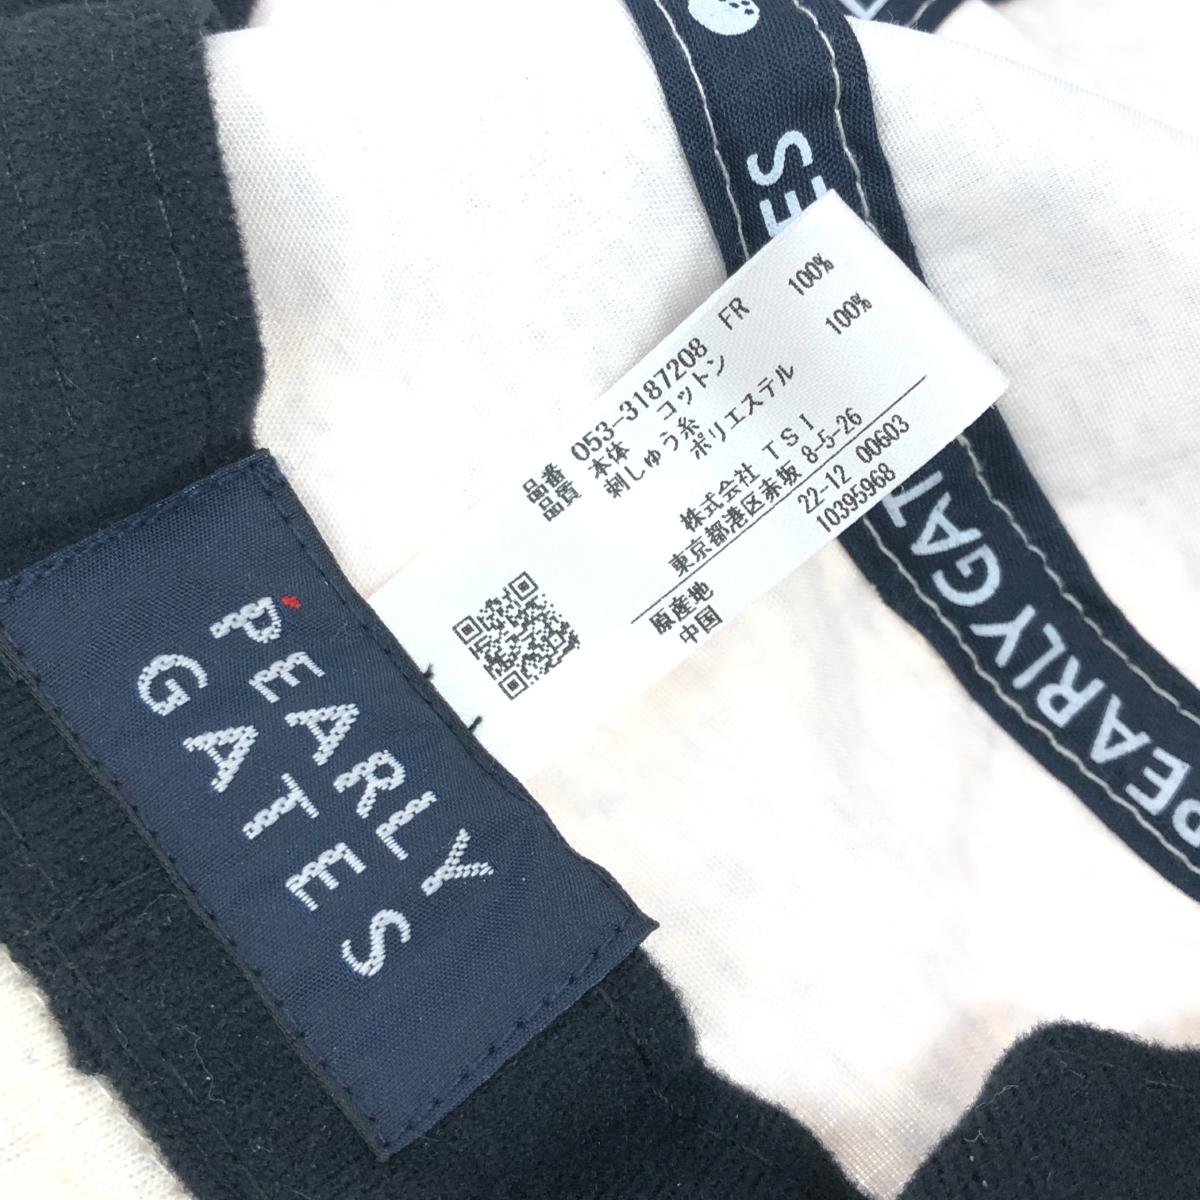 品番 053-3187208 FR
品質 本体 コットン 100%
刺しゅう糸 ポリエステル 100%
株式会社 TSI
東京都港区赤坂 8-5-26
22-12 00603
10395968
原産地
中国
PEARLY
GATES
ES
PEARLY GAT